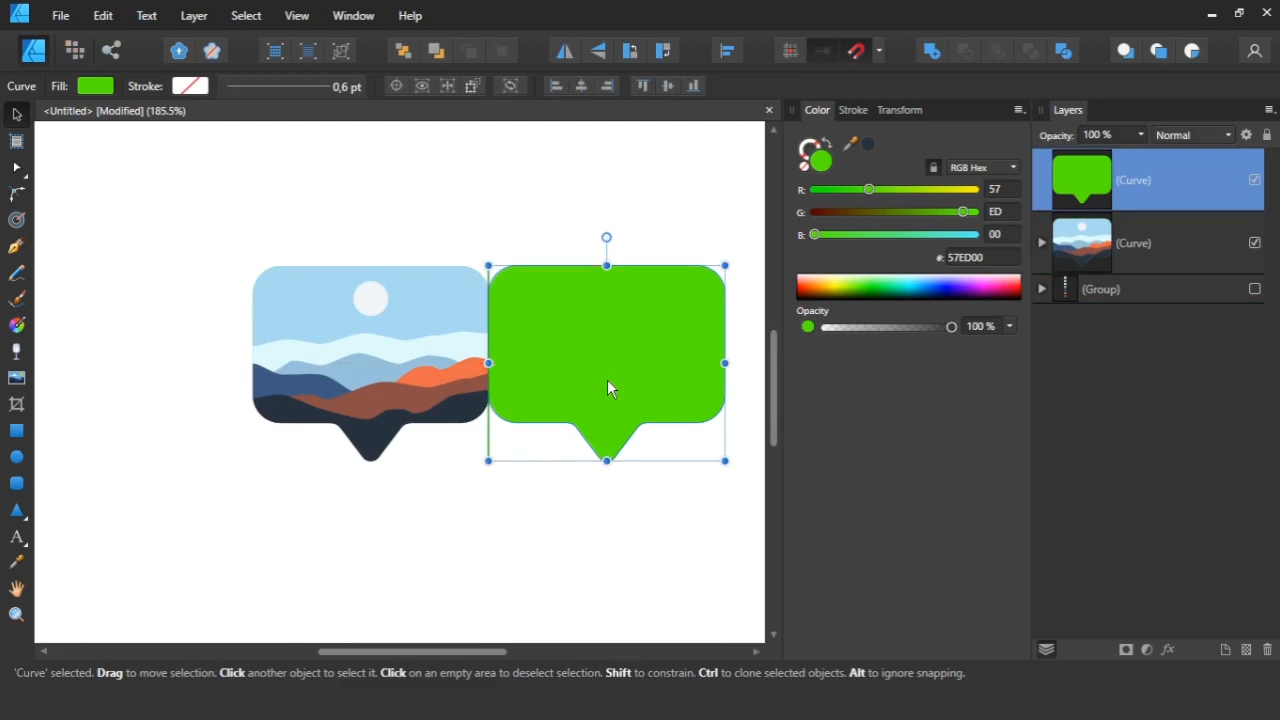 File Edit Text Layer Select View Window Help
Curve Fill: Stroke: 0,6 pt
<Untitled> [Modified] (185.5%)
Color Stroke Transform
Layers
Opacity: 100 % Normal
RGB Hex
R: 57
G: ED
B: 00
#: 57ED00
Opacity
100 %
(Curve)
(Curve)
(Group)
'Curve' selected. Drag to move selection. Click another object to select it. Click on an empty area to deselect selection. Shift to constrain. Ctrl to clone selected objects. Alt to ignore snapping.